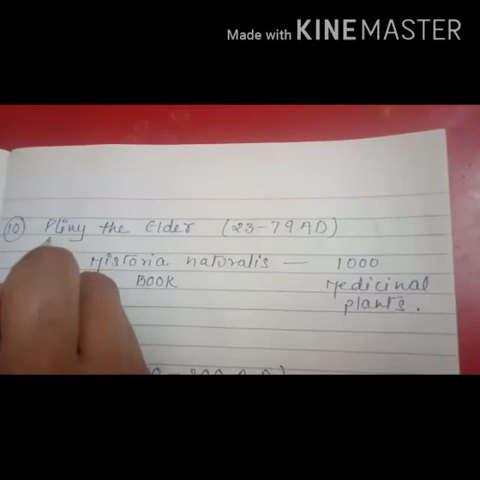 Made with KINEMASTER
10 Pliny the Elder (23-79 AD)
Historia naturalis — 1000
BOOK Medicinal
plants.